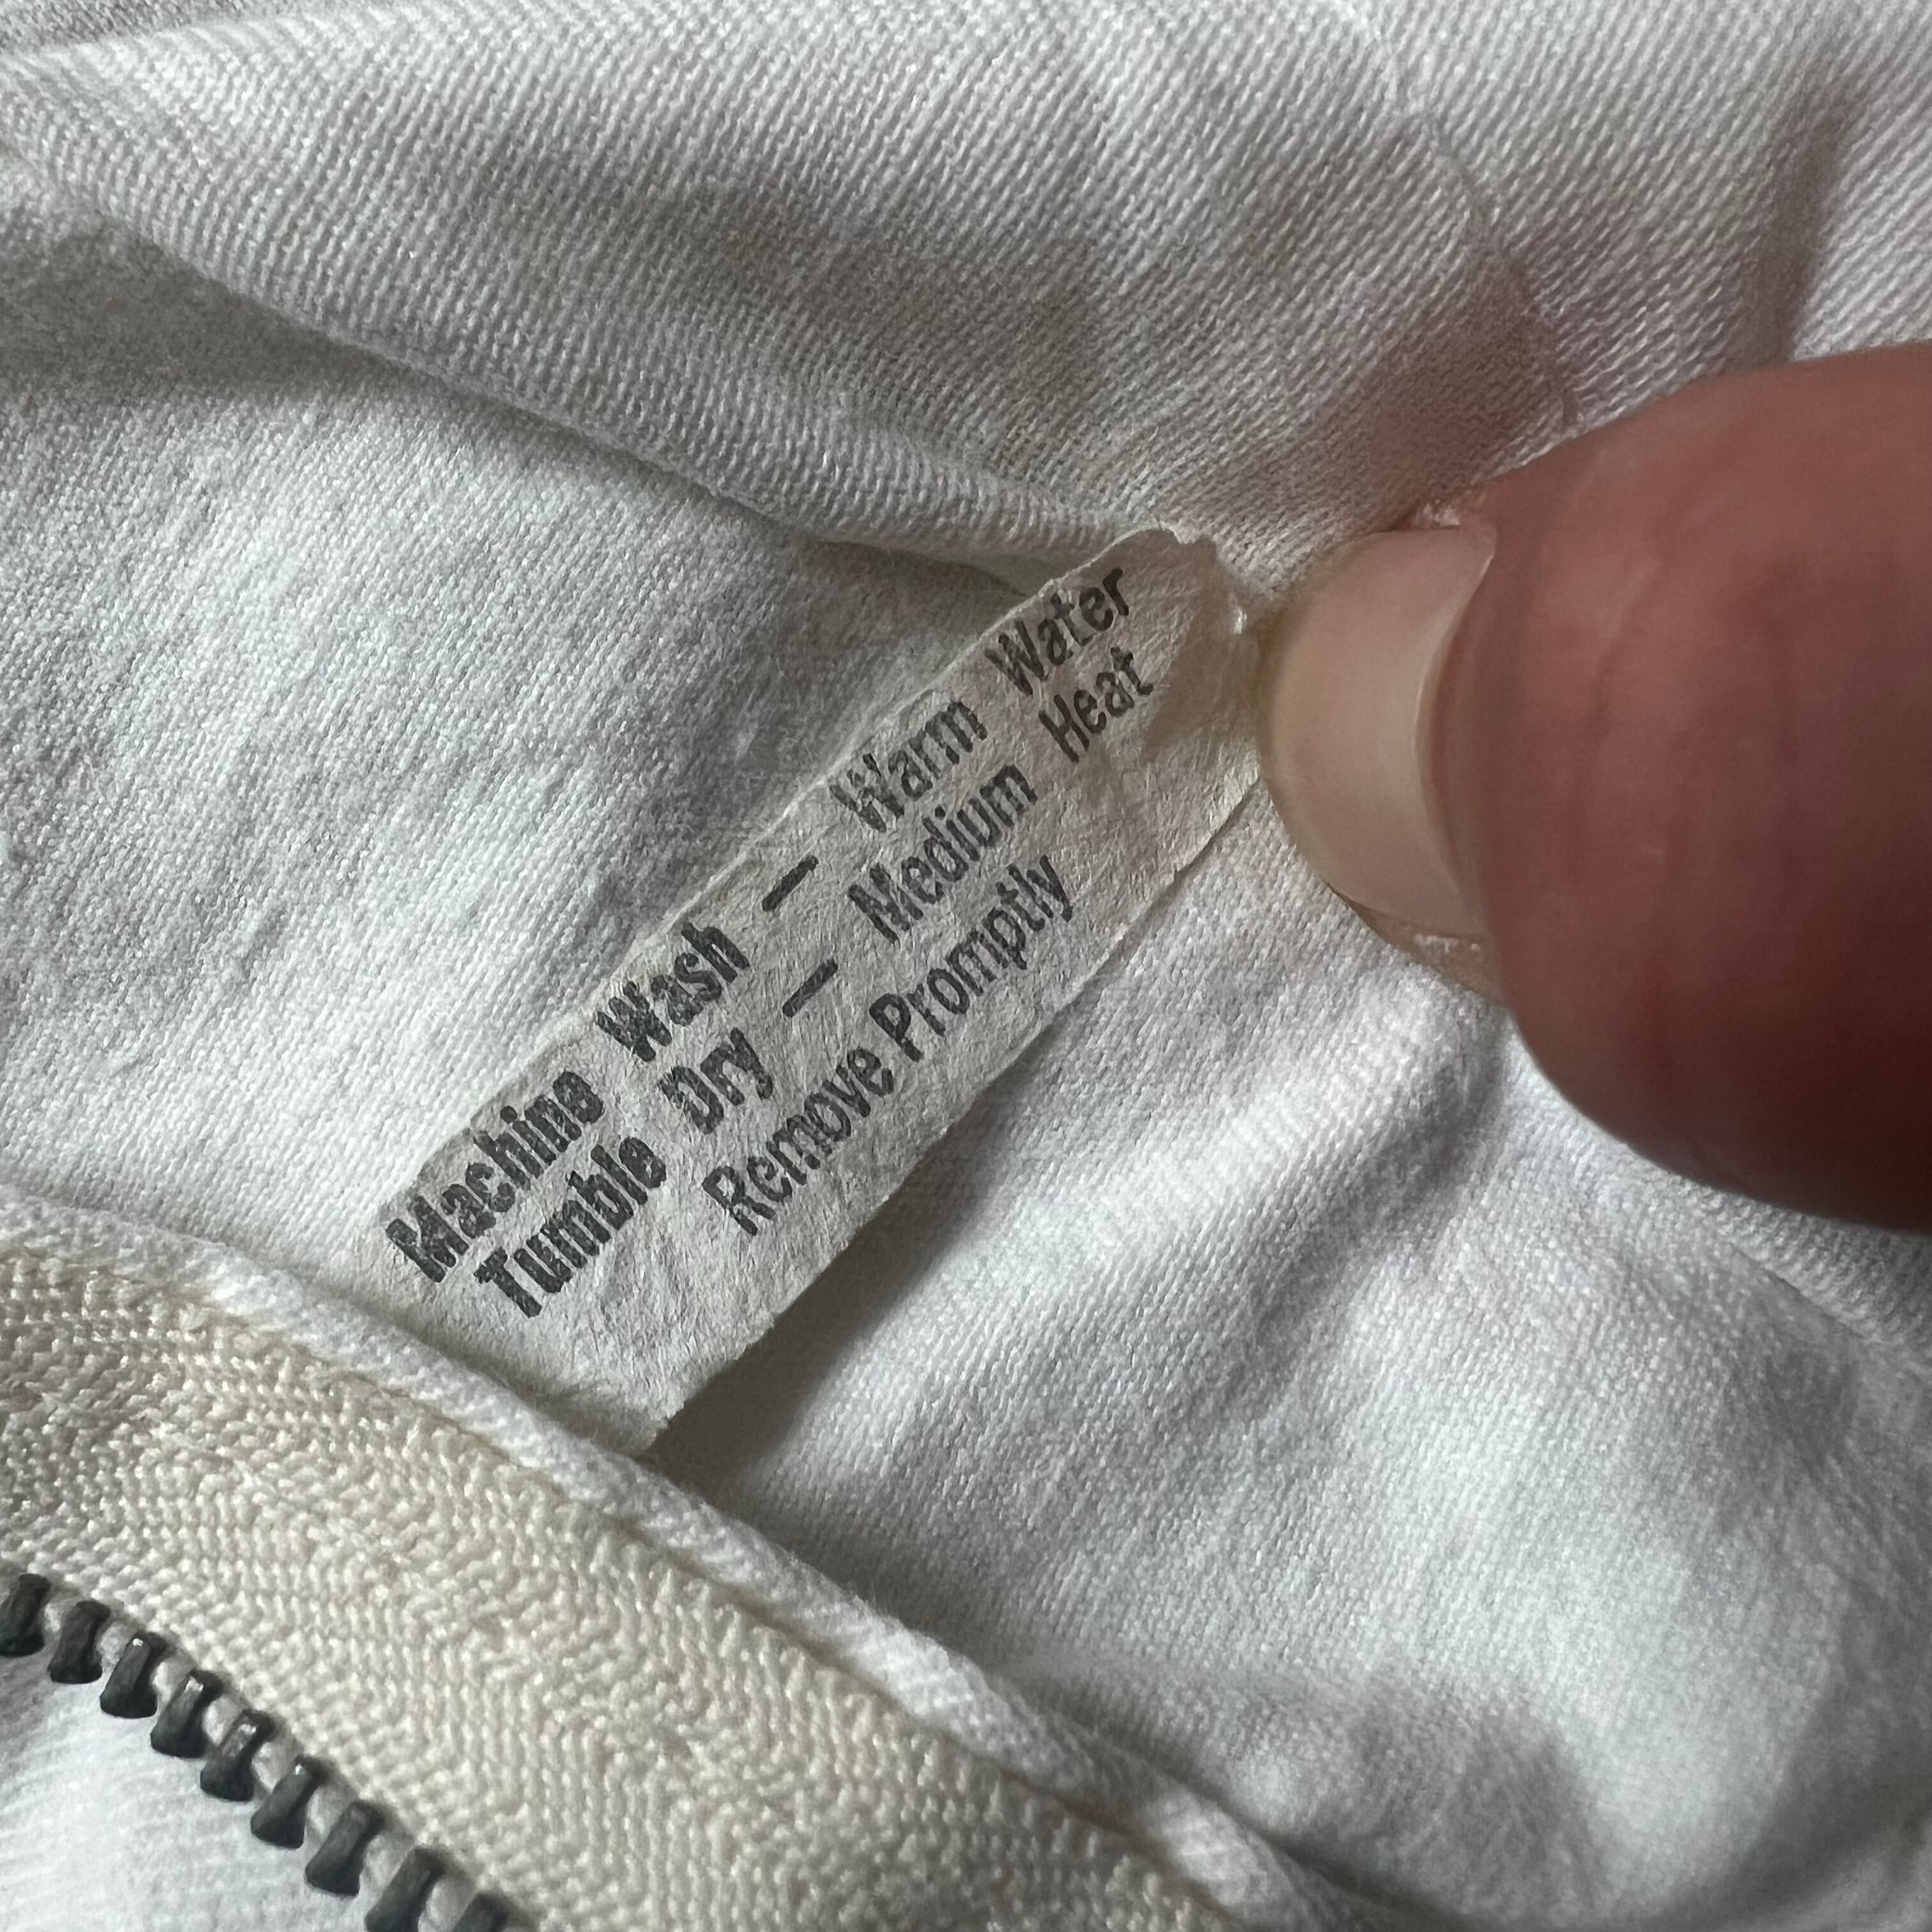 Machine Wash — Warm Water
Tumble Dry — Medium Heat
Remove Promptly